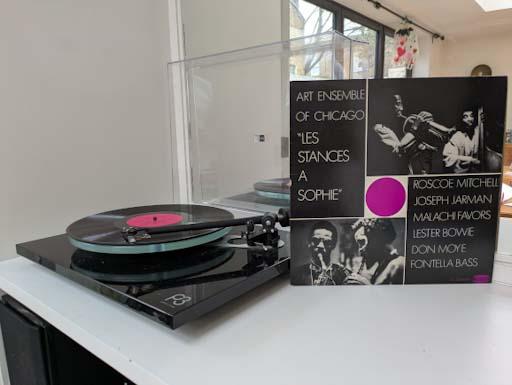 ART ENSEMBLE
OF CHICAGO
"LES
STANCES
A
SOPHIE"
ROSCOE MITCHELL
JOSEPH JARMAN
MALACHI FAVORS
LESTER BOWIE
DON MOYE
FONTELLA BASS
P3